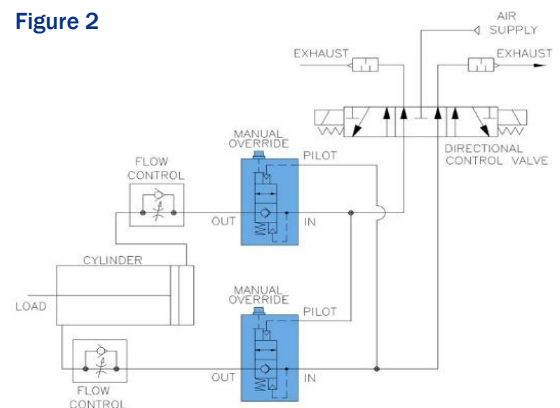 Figure 2
AIR
SUPPLY
EXHAUST
EXHAUST
MANUAL
OVERRIDE
PILOT
DIRECTIONAL
CONTROL VALVE
FLOW
CONTROL
OUT
IN
CYLINDER
MANUAL
OVERRIDE
LOAD
PILOT
OUT
IN
FLOW
CONTROL